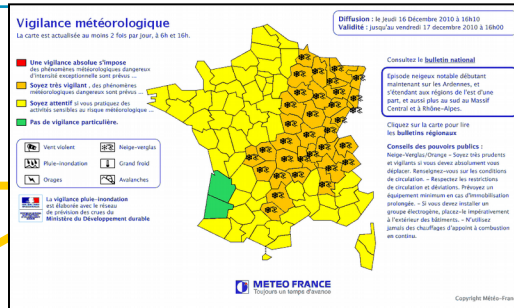 Vigilance météorologique
La carte est actualisée au moins 2 fois par jour, à 6h et 16h.
Une vigilance absolue s'impose
des phénomènes météorologiques dangereux
d'intensité exceptionnelle sont prévus ...
Soyez très vigilant, des phénomènes
météorologiques dangereux sont prévus ...
Soyez attentif si vous pratiquez des
activités sensibles au risque météorologique ...
Pas de vigilance particulière.
Vent violent
Neige-verglas
Pluie-inondation
Grand froid
Orages
Avalanches
La vigilance pluie-inondation
est élaborée avec le réseau
de prévision des crues du
Ministère du Développement durable
METEO FRANCE
Toujours un temps d'avance
Diffusion : le jeudi 16 Décembre 2010 à 16h10
Validité : jusqu'au vendredi 17 décembre 2010 à 16h00
Consultez le bulletin national
Episode neigeux notable débutant
maintenant sur les Ardennes, et
s'étendant aux régions de l'est d'une
part, et aussi plus au sud au Massif
Central et à Rhône-Alpes.
Cliquez sur la carte pour lire
les bulletins régionaux
Conseils des pouvoirs publics :
Neige-Verglas/Orange - Soyez très prudents
et vigilants si vous devez absolument vous
déplacer. Renseignez-vous sur les conditions
de circulation. - Respectez les restrictions
de circulation et déviations. Prévoyez un
équipement minimum en cas d'immobilisation
prolongée. - Si vous devez installer un
groupe électrogène, placez-le impérativement
à l'extérieur des bâtiments. - N'utilisez
jamais des chauffages d'appoint à combustion
en continu.
Copyright Météo-Fran